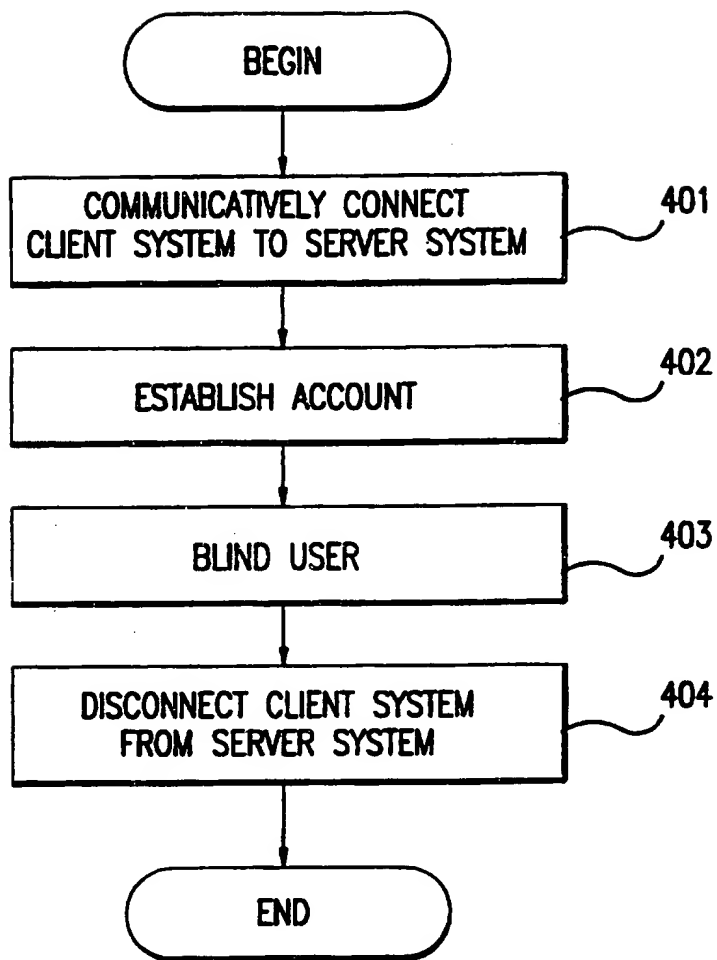 BEGIN
COMMUNICATIVELY CONNECT
CLIENT SYSTEM TO SERVER SYSTEM
401
ESTABLISH ACCOUNT
402
BLIND USER
403
DISCONNECT CLIENT SYSTEM
FROM SERVER SYSTEM
404
END